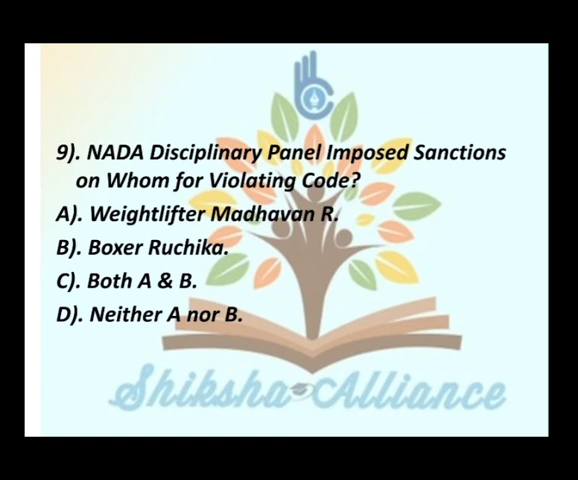 9). NADA Disciplinary Panel Imposed Sanctions
on Whom for Violating Code?
A). Weightlifter Madhavan R.
B). Boxer Ruchika.
C). Both A & B.
D). Neither A nor B.
Shiksha Alliance